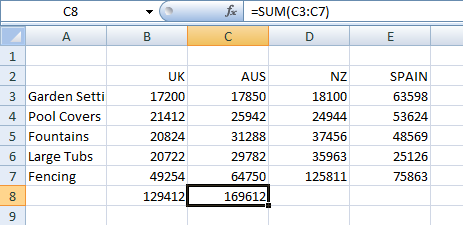 C8 fx =SUM(C3:C7)
A B C D E
1
2 UK AUS NZ SPAIN
3 Garden Setti 17200 17850 18100 63598
4 Pool Covers 21412 25942 24944 53624
5 Fountains 20824 31288 37456 48569
6 Large Tubs 20722 29782 35963 25126
7 Fencing 49254 64750 125811 75863
8 129412 169612
9